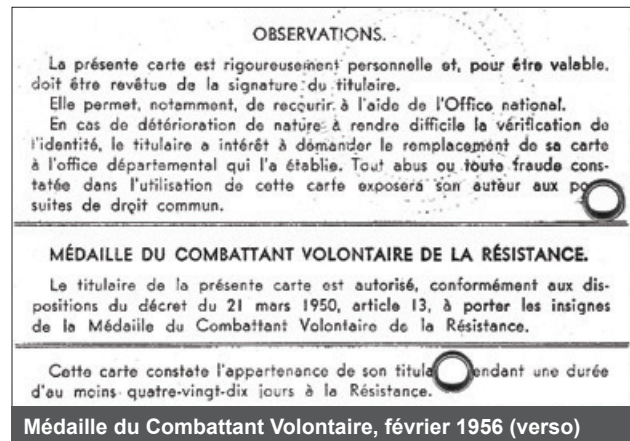 OBSERVATIONS.
La présente carte est rigoureusement personnelle et, pour être valable,
doit être revêtue de la signature du titulaire.
Elle permet, notamment, de recourir à l'aide de l'Office national.
En cas de détérioration de nature à rendre difficile la vérification de
l'identité, le titulaire a intérêt à demander le remplacement de sa carte
à l'office départemental qui l'a établie. Tout abus ou toute fraude cons-
tatée dans l'utilisation de cette carte exposera son auteur aux
suites de droit commun.
MÉDAILLE DU COMBATTANT VOLONTAIRE DE LA RÉSISTANCE.
Le titulaire de la présente carte est autorisé, conformément aux dis-
positions du décret du 21 mars 1950, article 13, à porter les insignes
de la Médaille du Combattant Volontaire de la Résistance.
Cette carte constate l'appartenance de son une durée
d'au moins quatre-vingt-dix jours à la Résistance.
Médaille du Combattant Volontaire, février 1956 (verso)